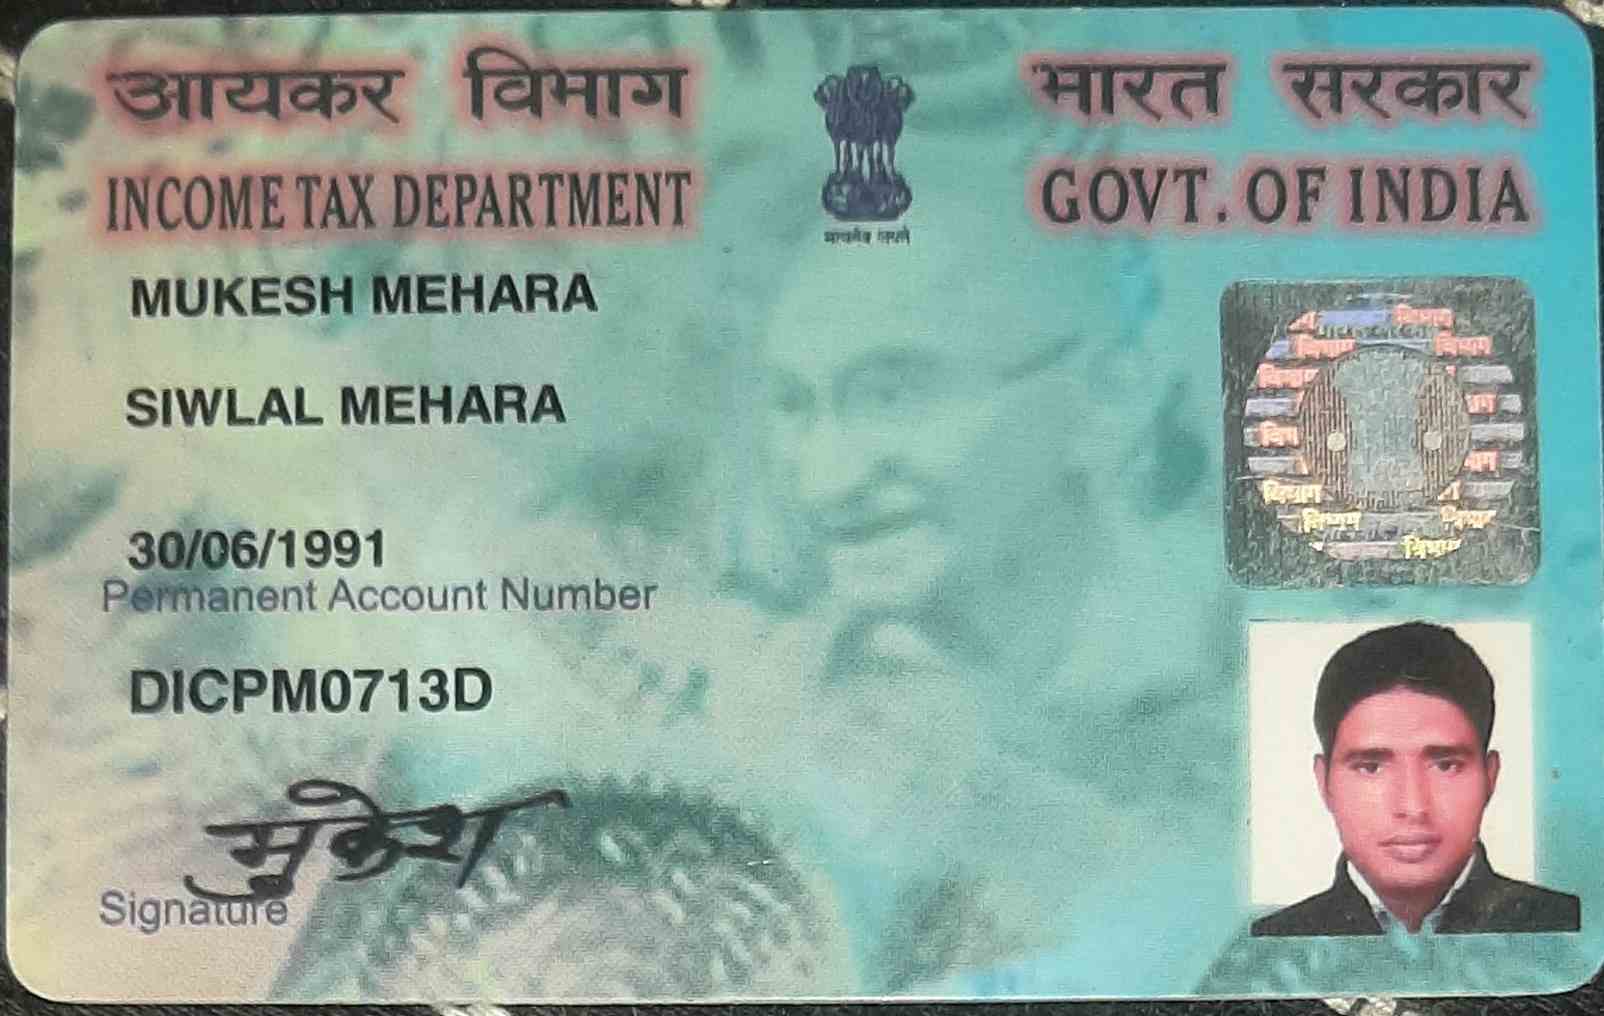 आयकर विभाग
INCOME TAX DEPARTMENT
भारत सरकार
GOVT. OF INDIA
सत्यमेव जयते
MUKESH MEHARA
SIWLAL MEHARA
30/06/1991
Permanent Account Number
DICPM0713D
मुकेश
Signature
विभाग
विभाग
विभाग
विभाग
विभाग